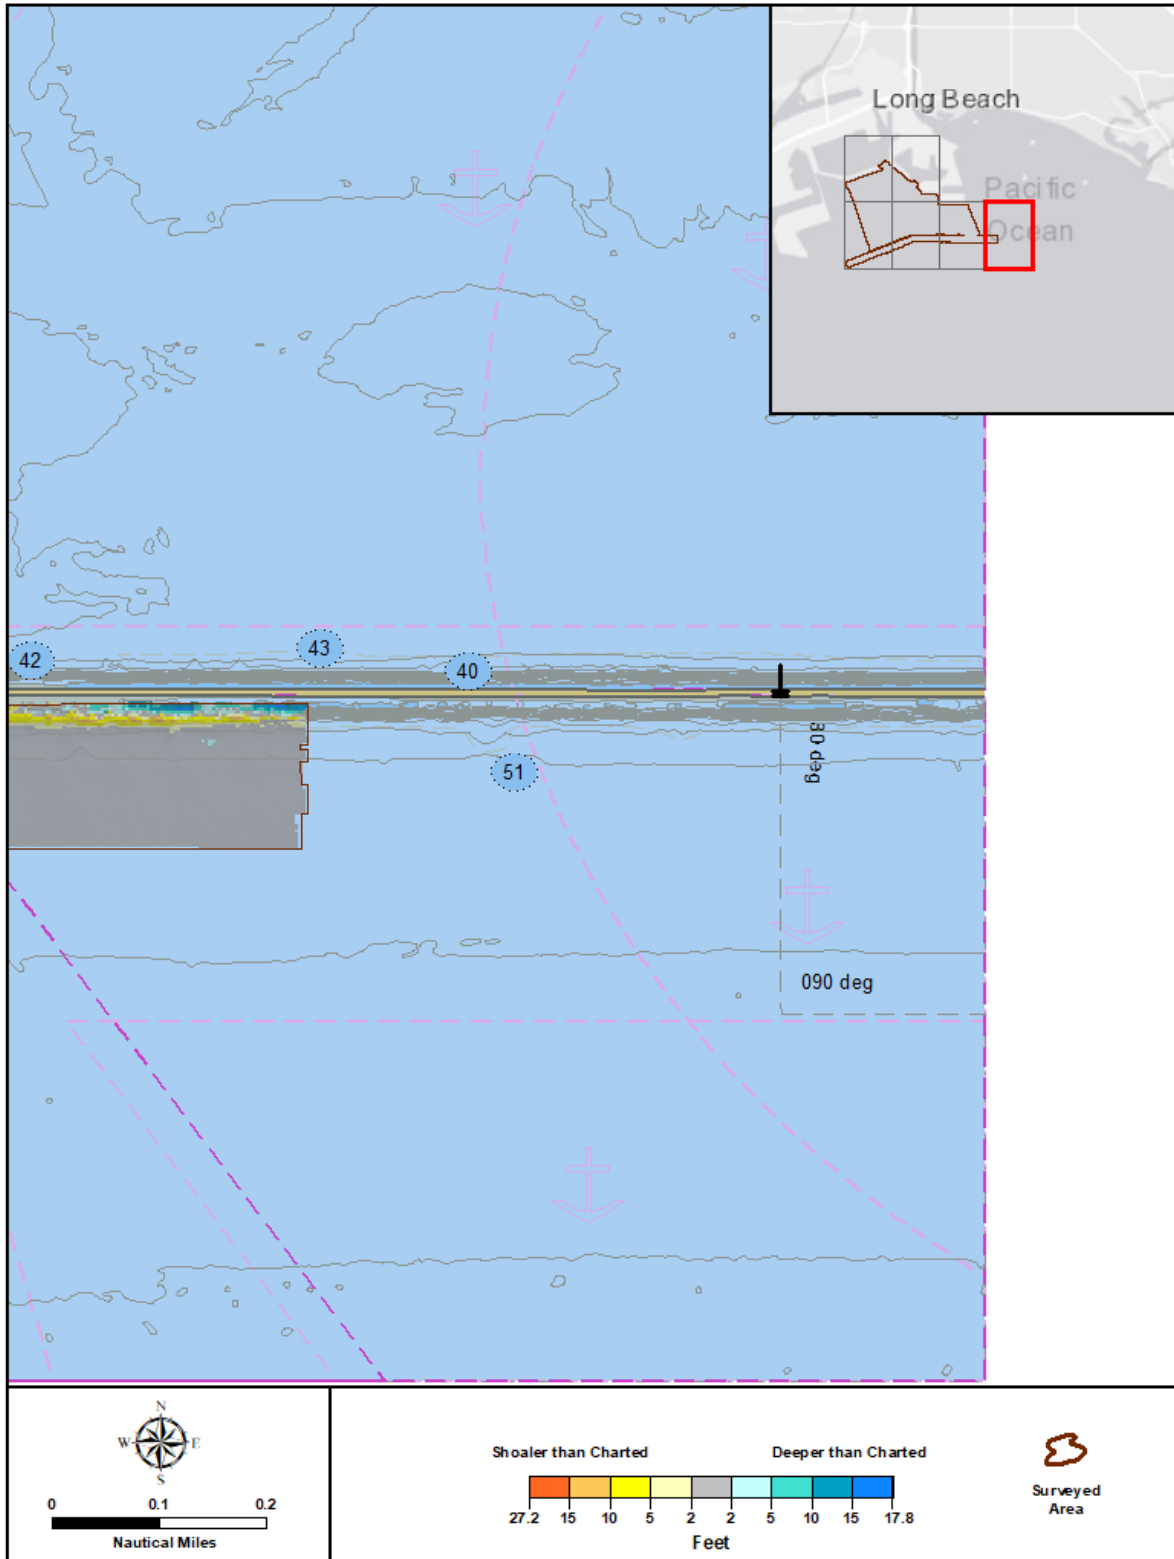 Long Beach
Pacific
Ocean
43
42
40
51
80 deg
090 deg
N
W E
S
0 0.1 0.2
Nautical Miles
Shoaler than Charted Deeper than Charted
27.2 15 10 5 2 2 5 10 15 17.8
Feet
Surveyed
Area